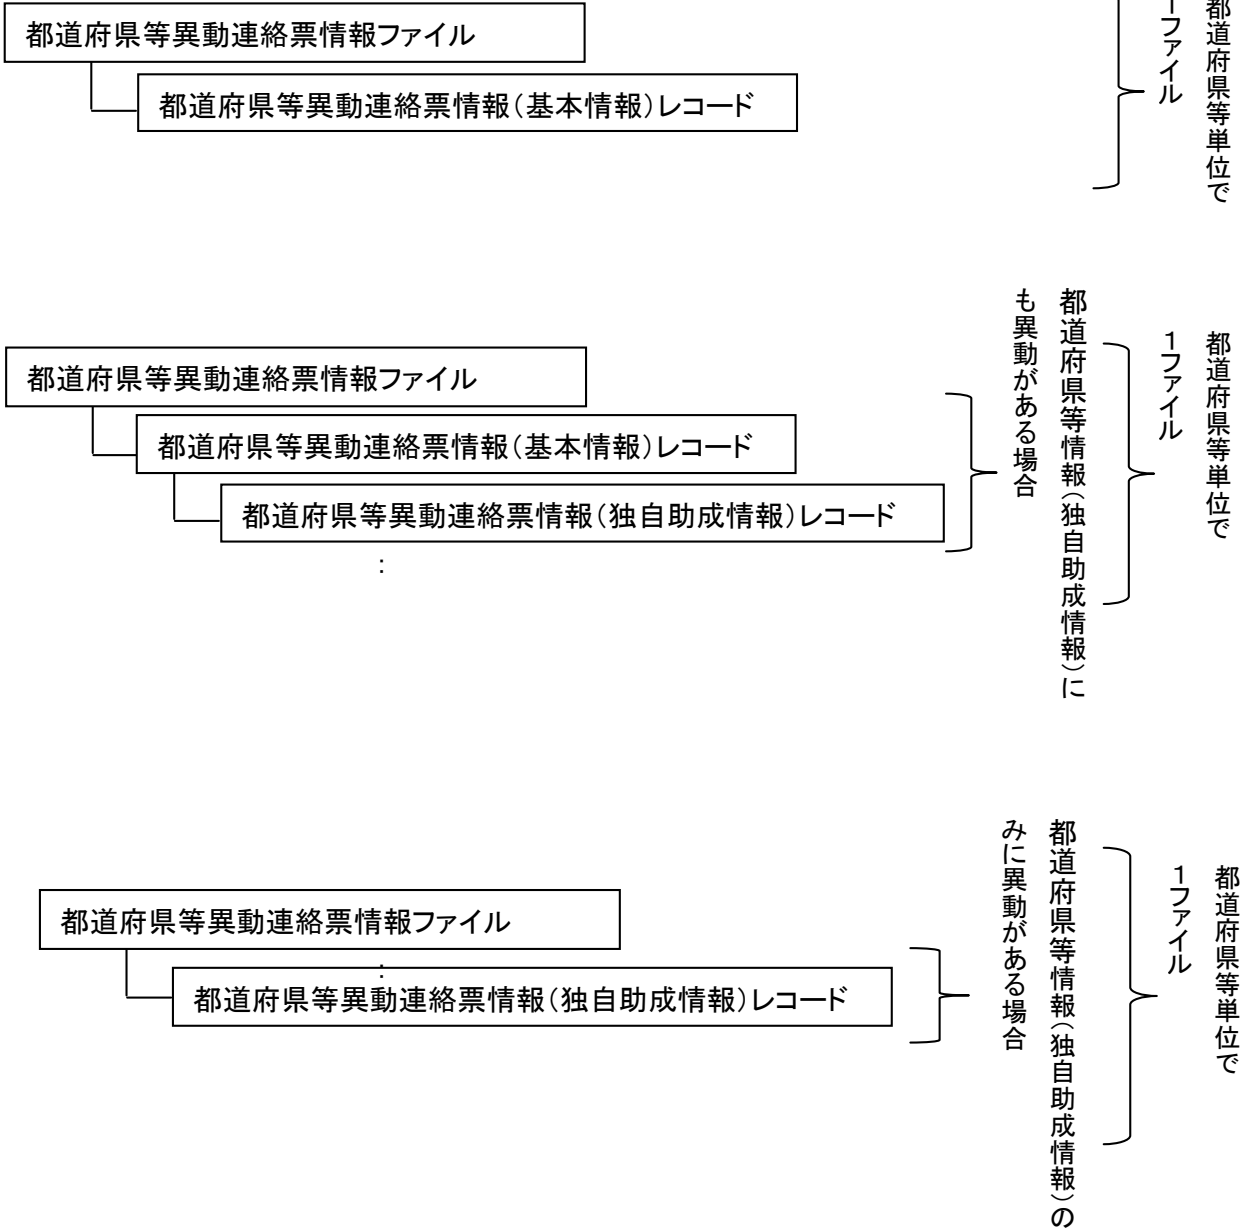 都道府県等異動連絡票情報ファイル
都道府県等異動連絡票情報(基本情報)レコード
都道府県等単位で
1ファイル
都道府県等異動連絡票情報ファイル
都道府県等異動連絡票情報(基本情報)レコード
都道府県等異動連絡票情報(独自助成情報)レコード
:
都道府県等情報(独自助成情報)に
も異動がある場合
都道府県等単位で
1ファイル
都道府県等異動連絡票情報ファイル
:
都道府県等異動連絡票情報(独自助成情報)レコード
都道府県等情報(独自助成情報)の
みに異動がある場合
都道府県等単位で
1ファイル